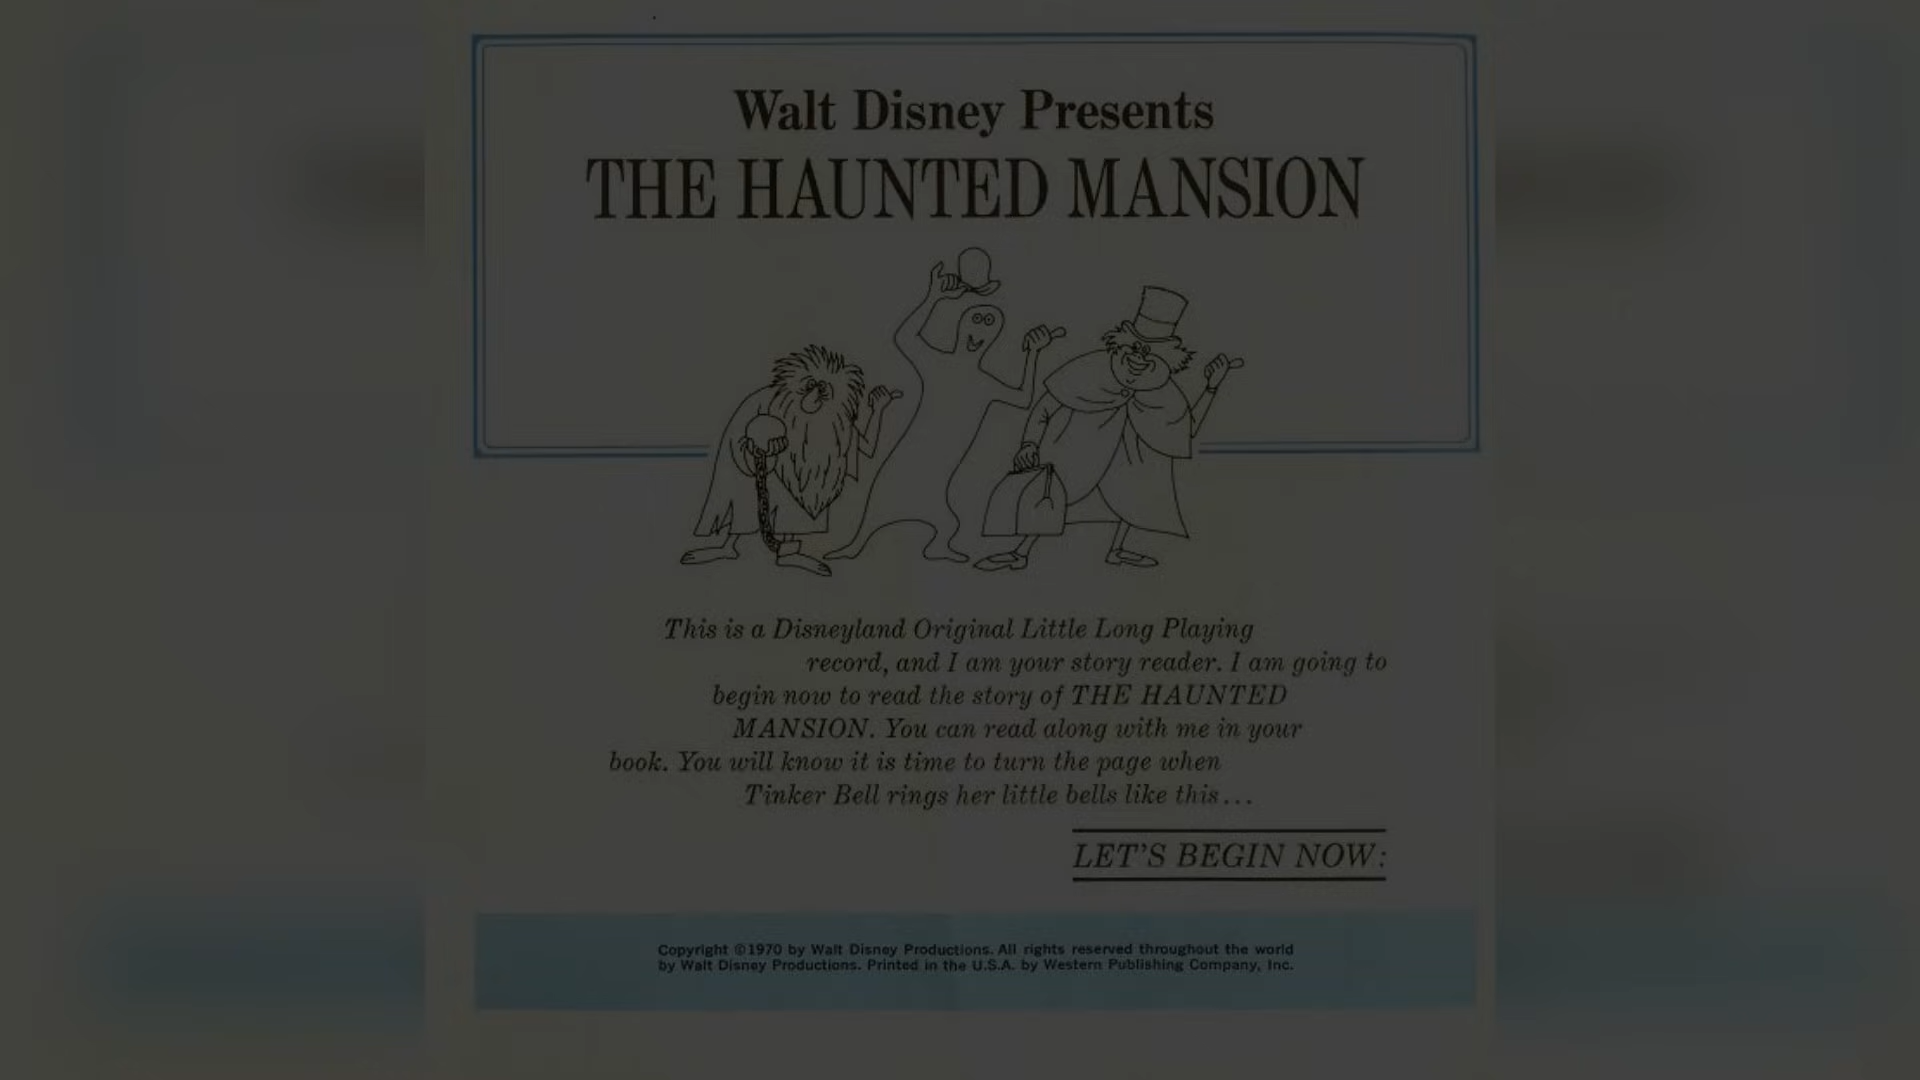 Walt Disney Presents
THE HAUNTED MANSION
This is a Disneyland Original Little Long Playing
record, and I am your story reader. I am going to
begin now to read the story of THE HAUNTED
MANSION. You can read along with me in your
book. You will know it is time to turn the page when
Tinker Bell rings her little bells like this...
LET'S BEGIN NOW:
Copyright ©1970 by Walt Disney Productions. All rights reserved throughout the world
by Walt Disney Productions. Printed in the U.S.A. by Western Publishing Company, Inc.